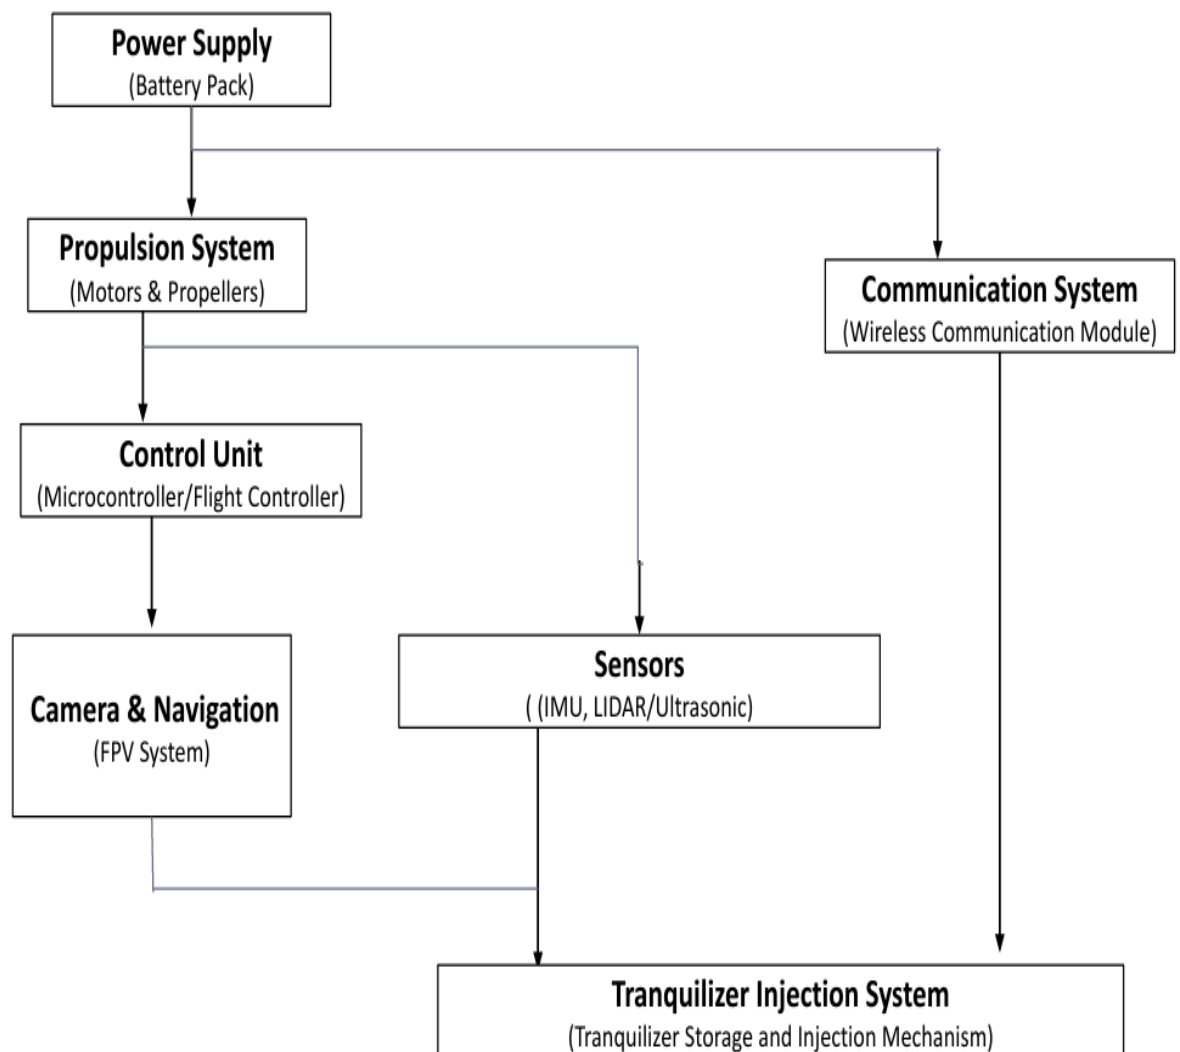 Power Supply
(Battery Pack)
Propulsion System
(Motors & Propellers)
Communication System
(Wireless Communication Module)
Control Unit
(Microcontroller/Flight Controller)
Camera & Navigation
(FPV System)
Sensors
( (IMU, LIDAR/Ultrasonic)
Tranquilizer Injection System
(Tranquilizer Storage and Injection Mechanism)